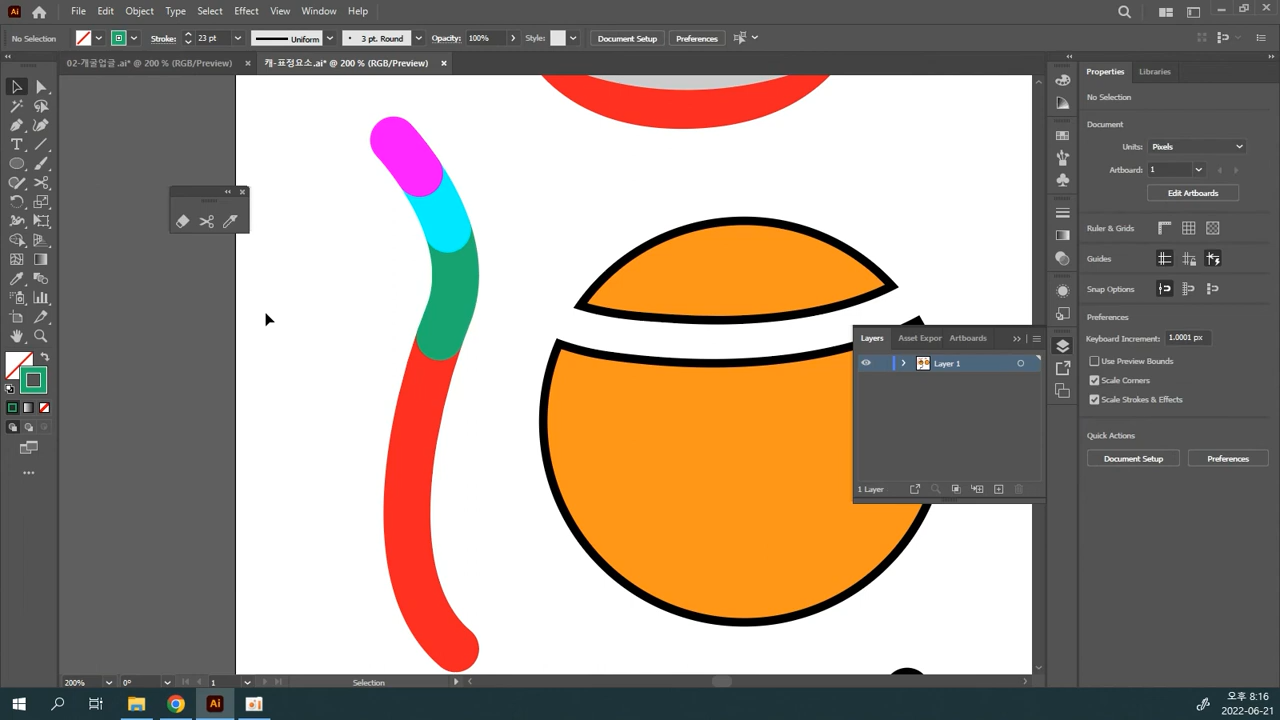 Ai File Edit Object Type Select Effect View Window Help
No Selection Stroke: 23 pt Uniform 3 pt. Round Opacity: 100% Style: Document Setup Preferences
02-개굴업글.ai* @ 200 % (RGB/Preview) × 캐-표정요소.ai* @ 200 % (RGB/Preview) ×
Properties Libraries
No Selection
Document
Units: Pixels
Artboard: 1
Edit Artboards
Ruler & Grids
Guides
Snap Options
Preferences
Keyboard Increment: 1.0001 px
Use Preview Bounds
Scale Corners
Scale Strokes & Effects
Quick Actions
Document Setup Preferences
Layers Asset Expor Artboards
Layer 1
1 Layer
200% 0° 1 Selection
Ai 오후 8:16
2022-06-21